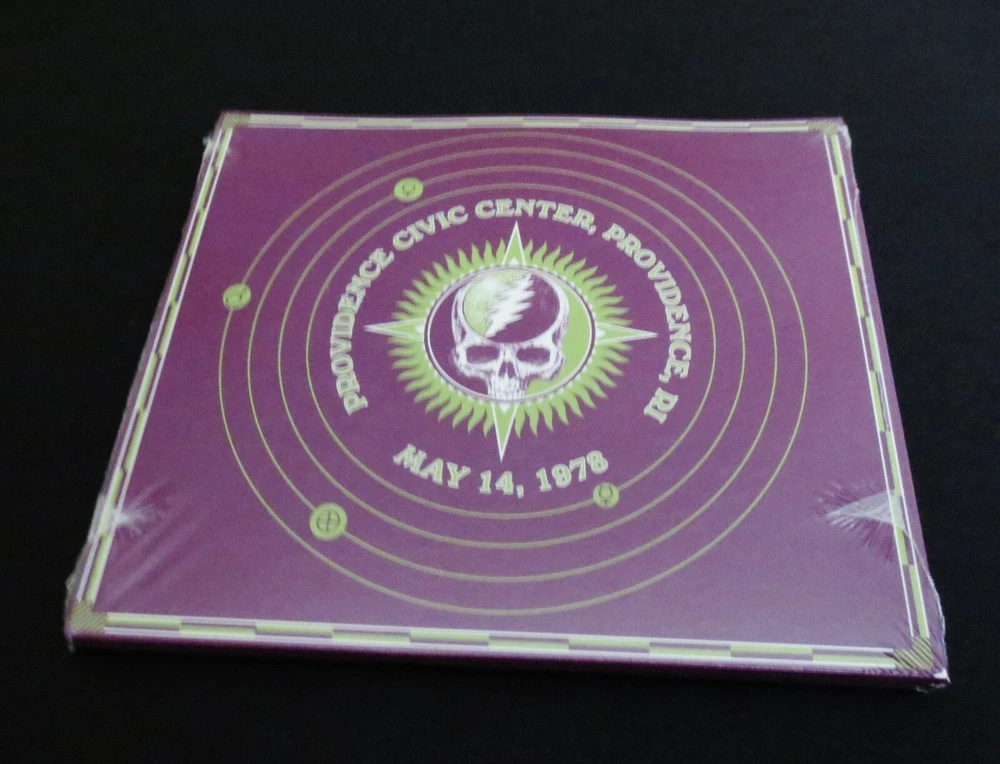 PROVIDENCE CIVIC CENTER, PROVIDENCE, RI
MAY 14, 1978